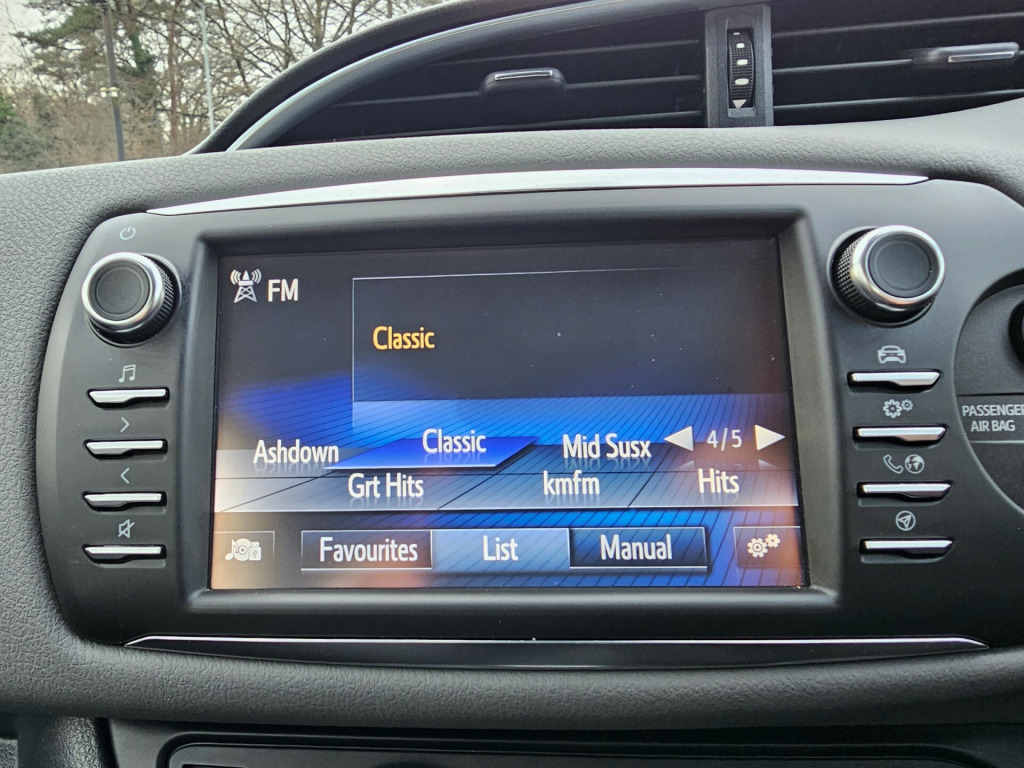 FM
Classic
Ashdown Classic Mid Susx 4/5
Grt Hits kmfm Hits
Favourites List Manual
PASSENGER
AIR BAG